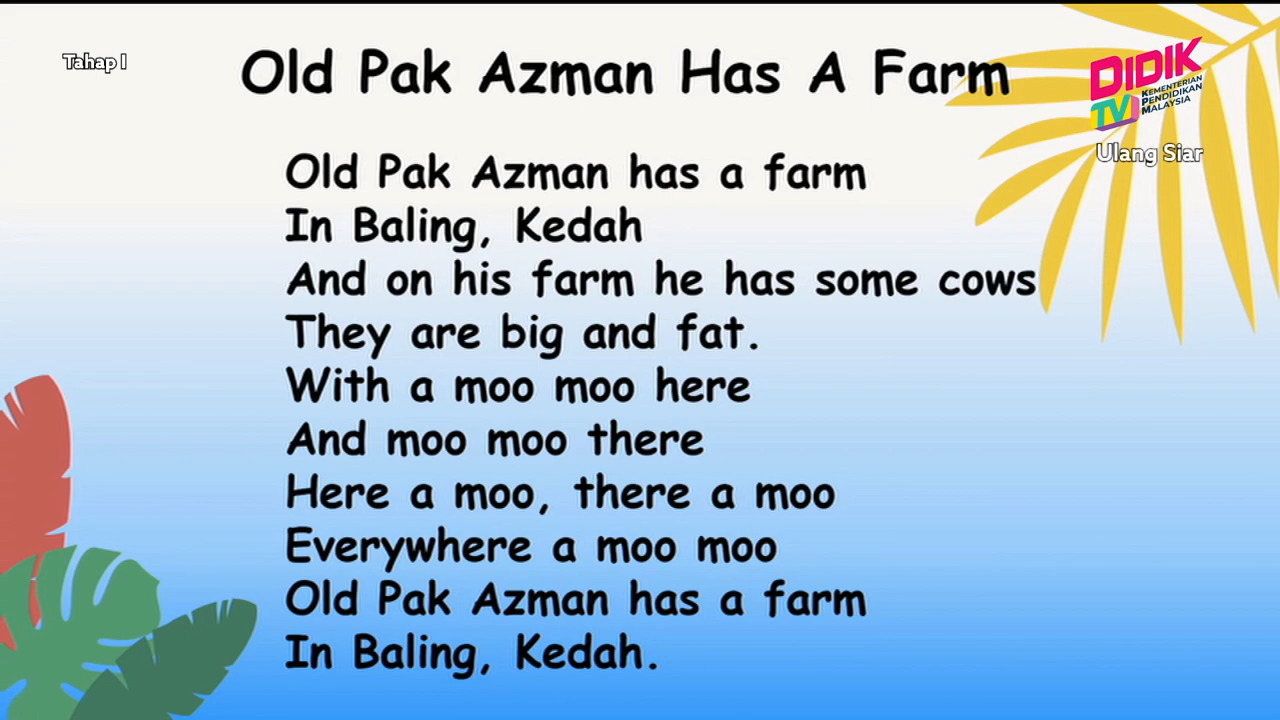 Tahap I
Old Pak Azman Has A Farm
DIDIK
TV
KEMENTERIAN
PENDIDIKAN
MALAYSIA
Ulang Siar
Old Pak Azman has a farm
In Baling, Kedah
And on his farm he has some cows
They are big and fat.
With a moo moo here
And moo moo there
Here a moo, there a moo
Everywhere a moo moo
Old Pak Azman has a farm
In Baling, Kedah.